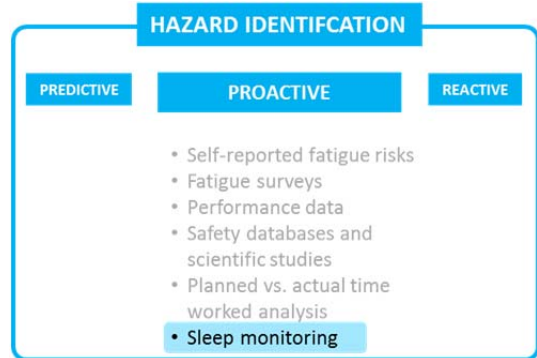 HAZARD IDENTIFCATION
PREDICTIVE
PROACTIVE
REACTIVE
• Self-reported fatigue risks
• Fatigue surveys
• Performance data
• Safety databases and
scientific studies
• Planned vs. actual time
worked analysis
• Sleep monitoring